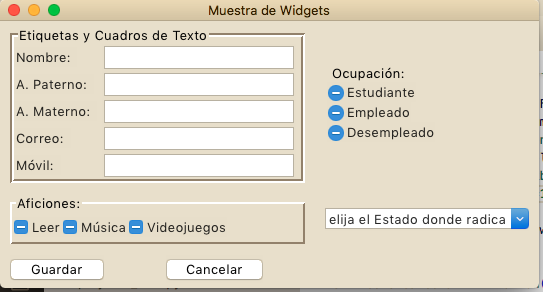 Muestra de Widgets
Etiquetas y Cuadros de Texto
Nombre:
A. Paterno:
A. Materno:
Correo:
Móvil:
Ocupación:
Estudiante
Empleado
Desempleado
Aficiones:
Leer Música Videojuegos
elija el Estado donde radica
Guardar Cancelar